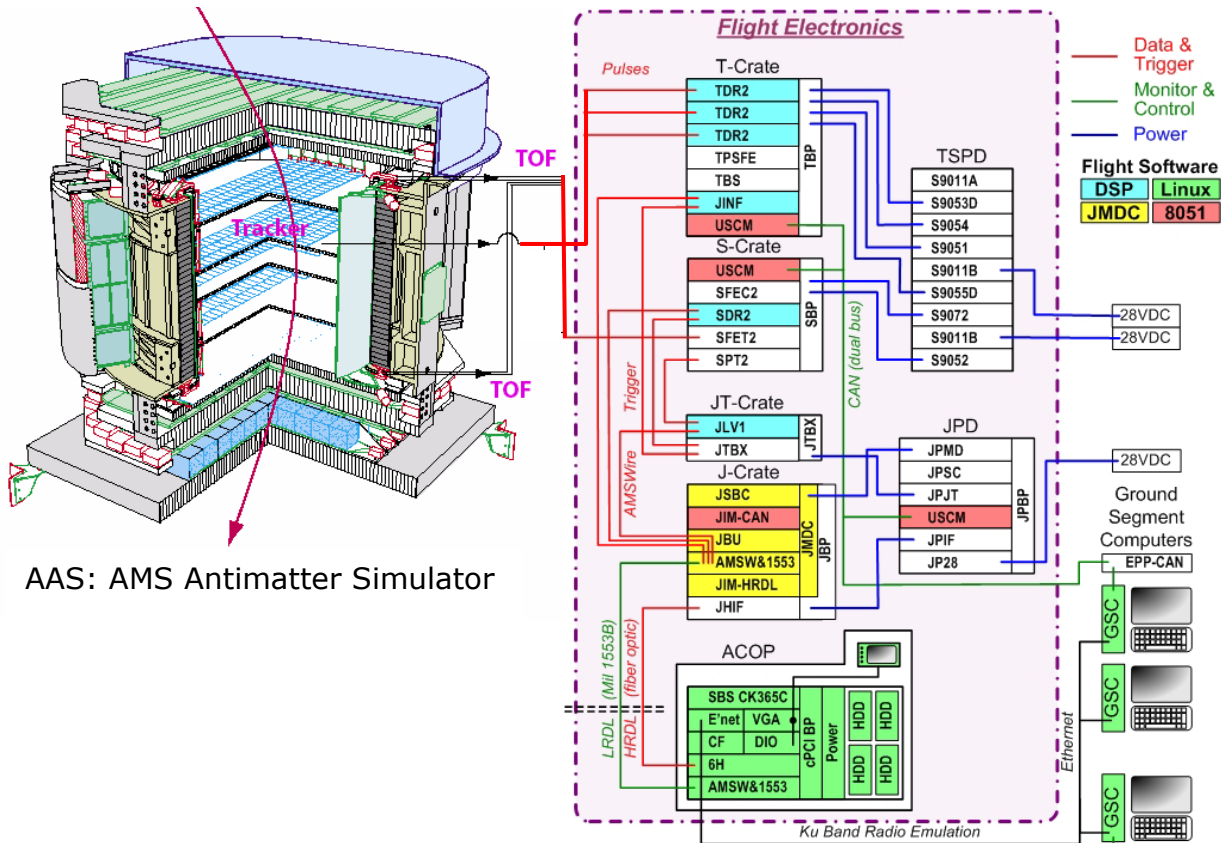 Flight Electronics
Pulses
T-Crate
TDR2
TDR2
TDR2
TPSFE
TBS
JINF
USCM
TBP
S-Crate
USCM
SFEC2
SDR2
SFET2
SPT2
SBP
JT-Crate
JLV1
JTBX
JTBX
J-Crate
JSBC
JIM-CAN
JBU
AMSW&1553
JIM-HRDL
JHIF
JMDC
JBP
Trigger
AMSWire
CAN (dual bus)
TSPD
S9011A
S9053D
S9054
S9051
S9011B
S9055D
S9072
S9011B
S9052
JPD
JPMD
JPSC
JPJT
USCM
JPIF
JP28
JPBP
Data &
Trigger
Monitor &
Control
Power
Flight Software
DSP
Linux
JMDC
8051
28VDC
28VDC
28VDC
Ground
Segment
Computers
EPP-CAN
GSC
GSC
GSC
Ethernet
TOF
Tracker
TOF
AAS: AMS Antimatter Simulator
LRDL (Mil 1553B)
HRDL (fiber optic)
ACOP
SBS CK365C
E'net
VGA
CF
DIO
6H
AMSW&1553
cPCI BP
Power
HDD
HDD
HDD
HDD
Ku Band Radio Emulation